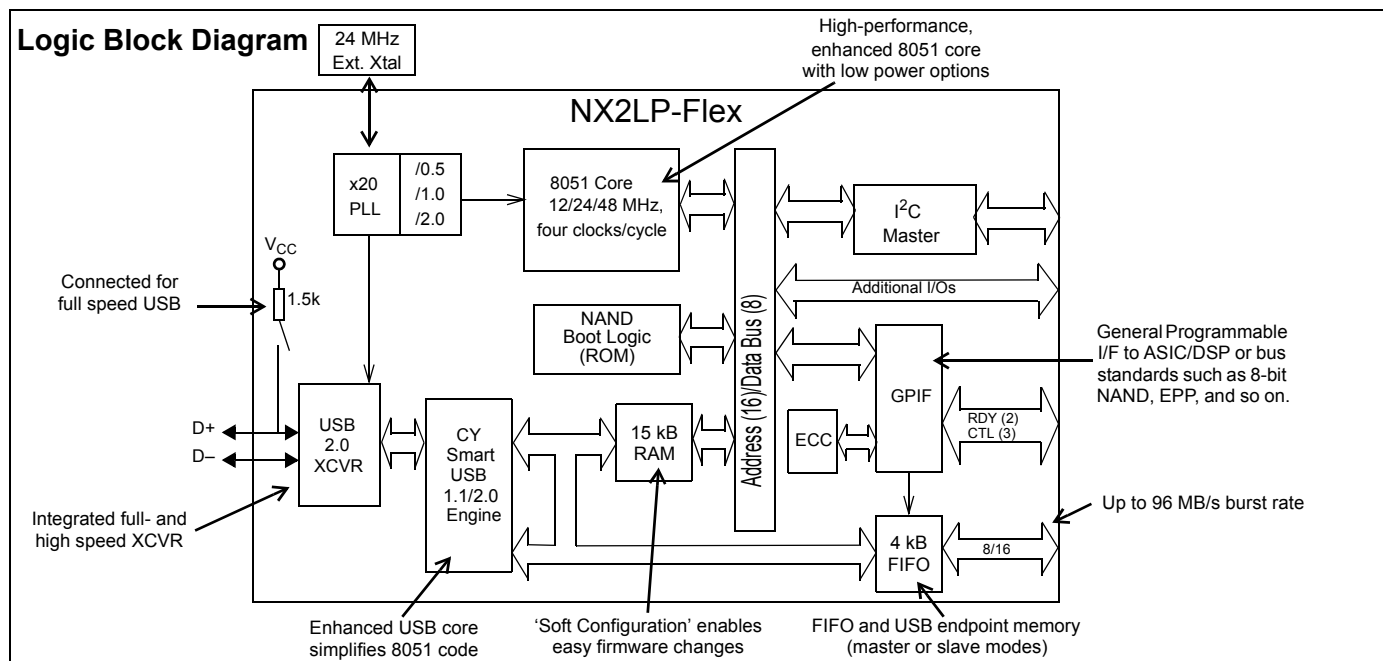 Logic Block Diagram
24 MHz
Ext. Xtal
High-performance,
enhanced 8051 core
with low power options
NX2LP-Flex
x20
PLL
/0.5
/1.0
/2.0
8051 Core
12/24/48 MHz,
four clocks/cycle
I²C
Master
VCC
1.5k
Connected for
full speed USB
Additional I/Os
NAND
Boot Logic
(ROM)
Address (16)/Data Bus (8)
General Programmable
I/F to ASIC/DSP or bus
standards such as 8-bit
NAND, EPP, and so on.
GPIF
RDY (2)
CTL (3)
ECC
D+
D–
USB
2.0
XCVR
CY
Smart
USB
1.1/2.0
Engine
15 kB
RAM
Integrated full- and
high speed XCVR
4 kB
FIFO
8/16
Up to 96 MB/s burst rate
Enhanced USB core
simplifies 8051 code
‘Soft Configuration’ enables
easy firmware changes
FIFO and USB endpoint memory
(master or slave modes)